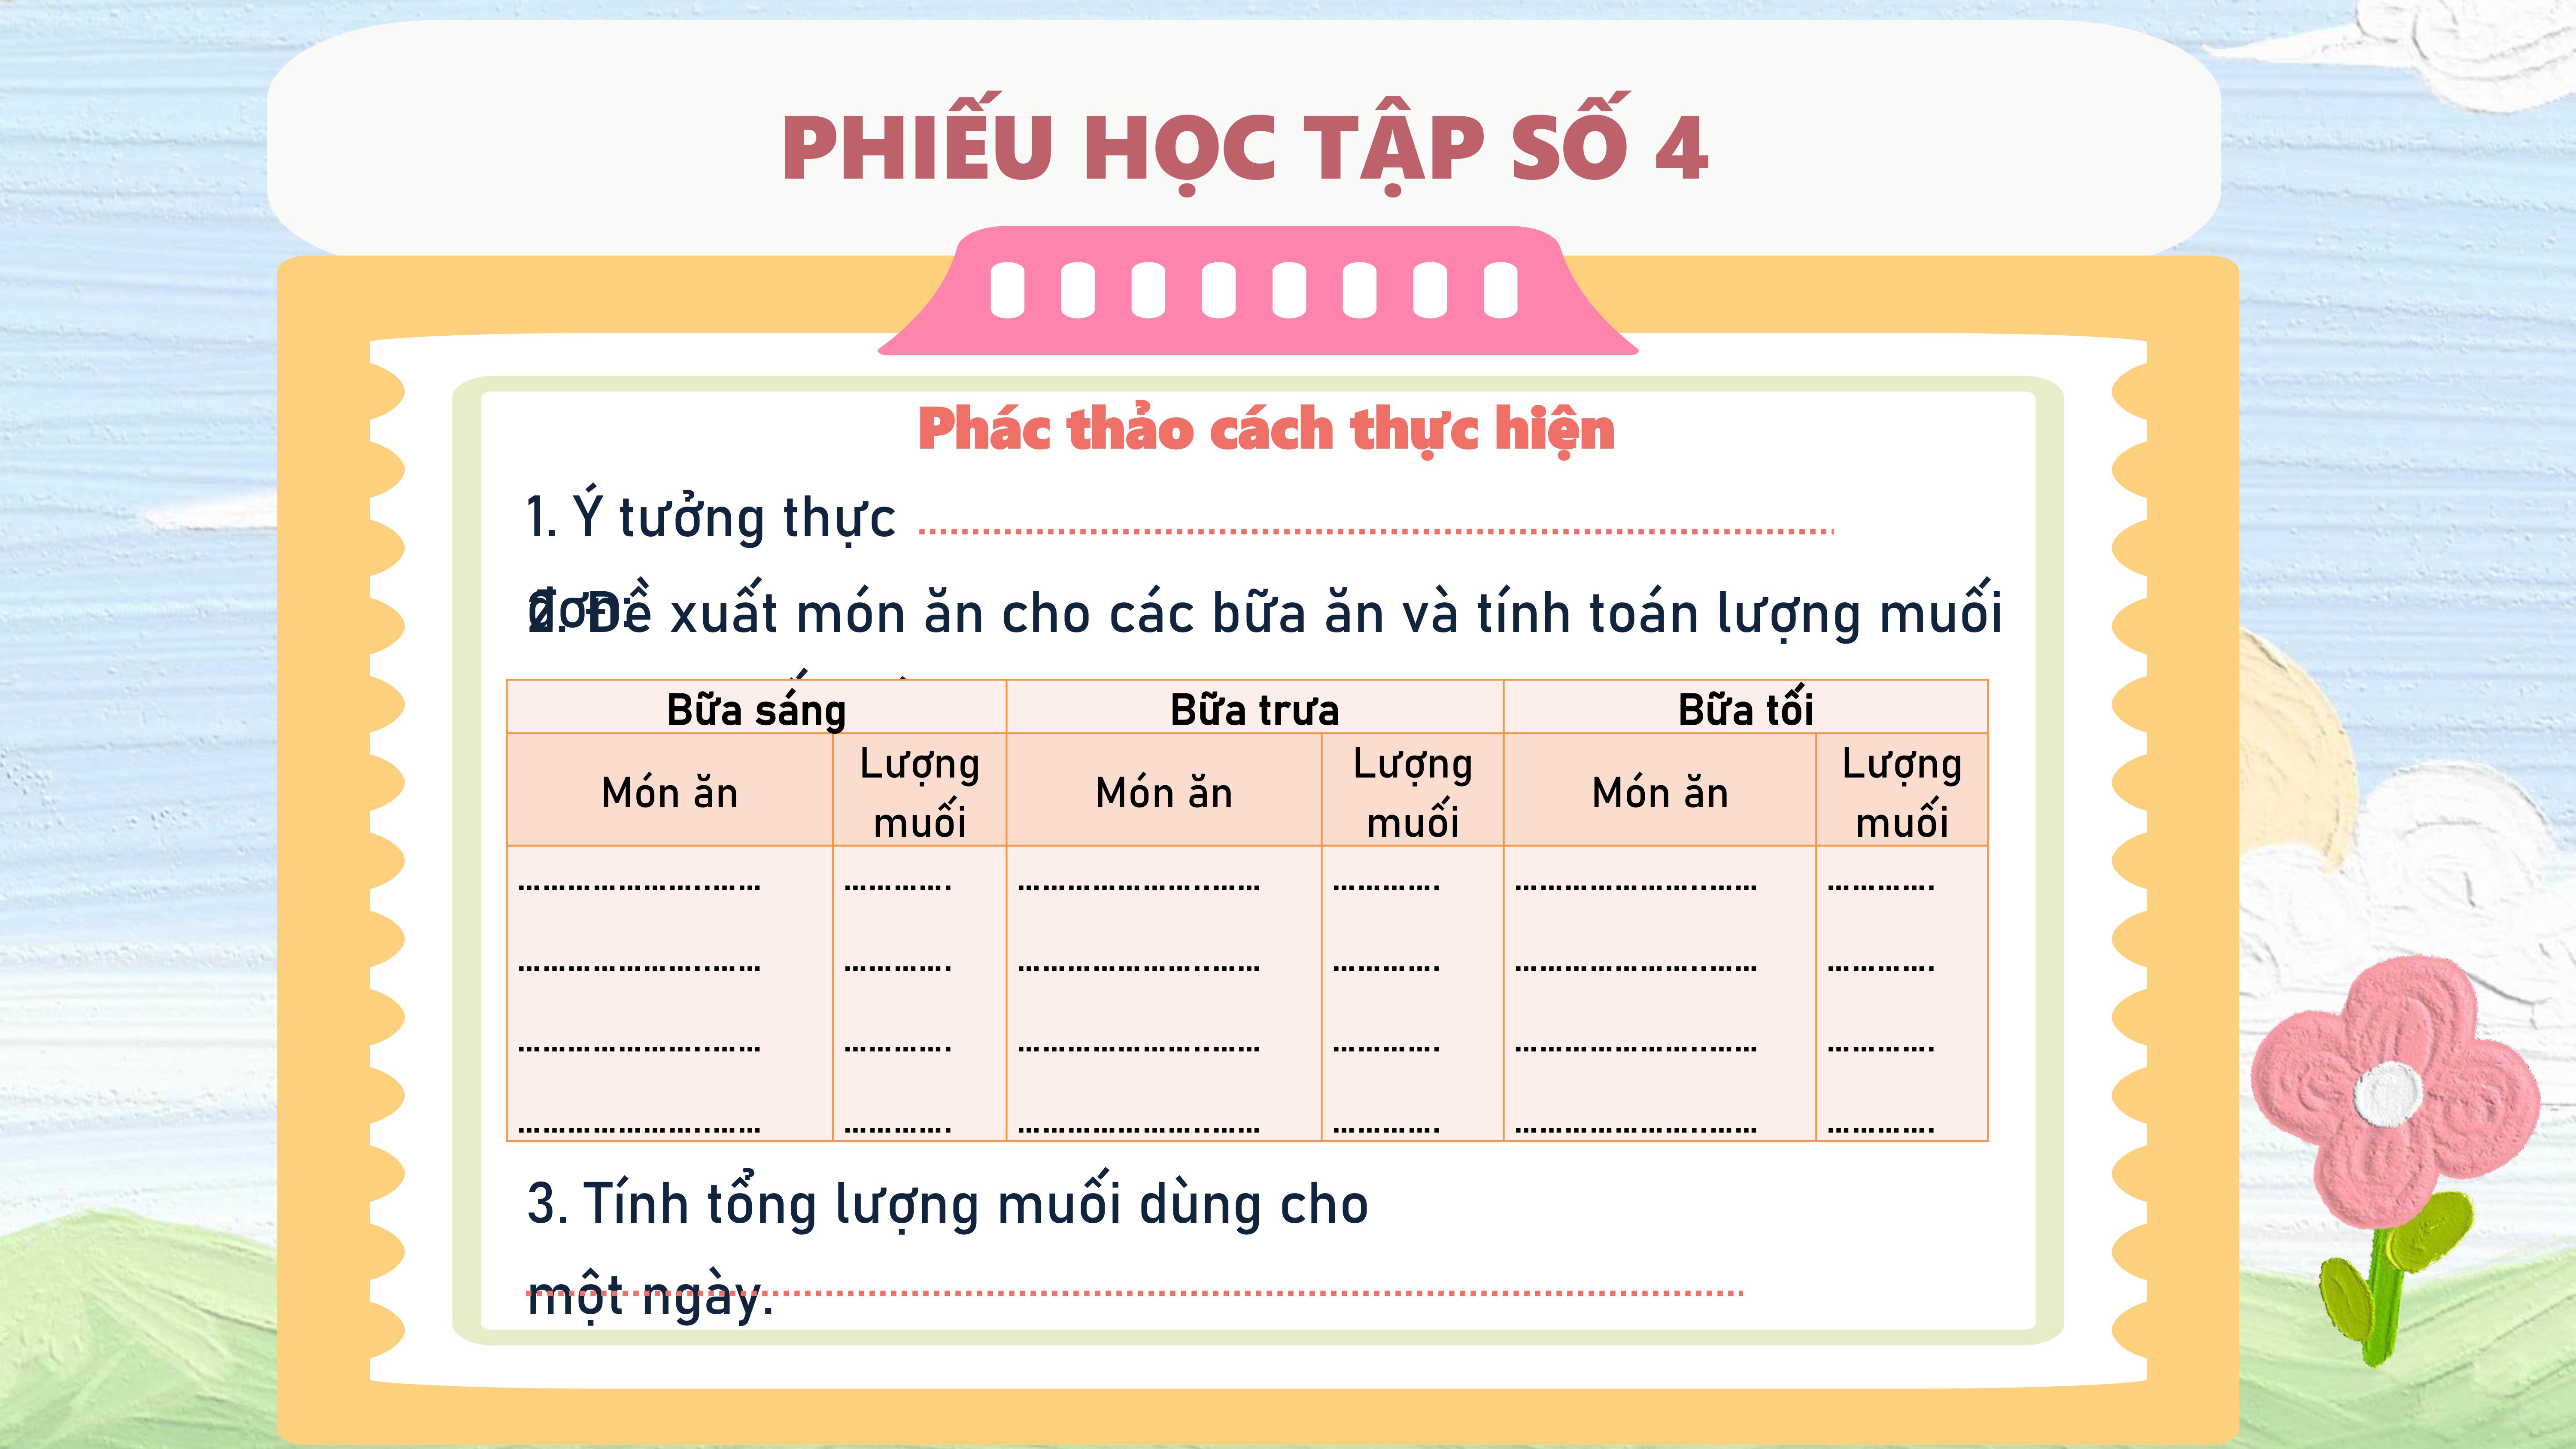 PHIẾU HỌC TẬP SỐ 4
Phác thảo cách thực hiện
1. Ý tưởng thực
đơn:
2. Đề xuất món ăn cho các bữa ăn và tính toán lượng muối
Bữa sáng Bữa trưa Bữa tối
Món ăn Lượng muối Món ăn Lượng muối Món ăn Lượng muối
…………………..…… …………. …………………..…… …………. …………………..…… ………….
…………………..…… …………. …………………..…… …………. …………………..…… ………….
…………………..…… …………. …………………..…… …………. …………………..…… ………….
…………………..…… …………. …………………..…… …………. …………………..…… ………….
3. Tính tổng lượng muối dùng cho
một ngày.